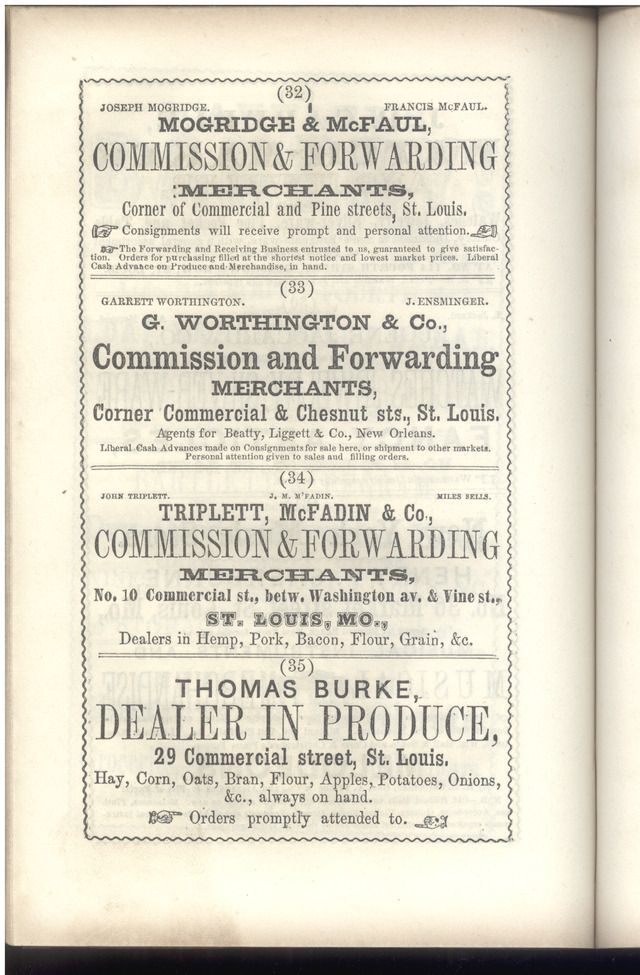 (32)
JOSEPH MOGRIDGE. FRANCIS McFAUL.
MOGRIDGE & McFAUL,
COMMISSION & FORWARDING
MERCHANTS,
Corner of Commercial and Pine streets, St. Louis.
Consignments will receive prompt and personal attention.
The Forwarding and Receiving Business entrusted to us, guaranteed to give satisfac-
tion. Orders for purchasing filled at the shortest notice and lowest market prices. Liberal
Cash Advance on Produce and Merchandise, in hand.
(33)
GARRETT WORTHINGTON. J. ENSMINGER.
G. WORTHINGTON & Co.,
Commission and Forwarding
MERCHANTS,
Corner Commercial & Chesnut sts., St. Louis.
Agents for Beatty, Liggett & Co., New Orleans.
Liberal Cash Advances made on Consignments for sale here, or shipment to other markets.
Personal attention given to sales and filling orders.
(34)
JOHN TRIPLETT. J. M. M'FADIN. MILES SELLS.
TRIPLETT, McFADIN & Co.,
COMMISSION & FORWARDING
MERCHANTS,
No. 10 Commercial st., betw. Washington av. & Vine st.,
ST. LOUIS, MO.,
Dealers in Hemp, Pork, Bacon, Flour, Grain, &c.
(35)
THOMAS BURKE,
DEALER IN PRODUCE,
29 Commercial street, St. Louis.
Hay, Corn, Oats, Bran, Flour, Apples, Potatoes, Onions,
&c., always on hand.
Orders promptly attended to.